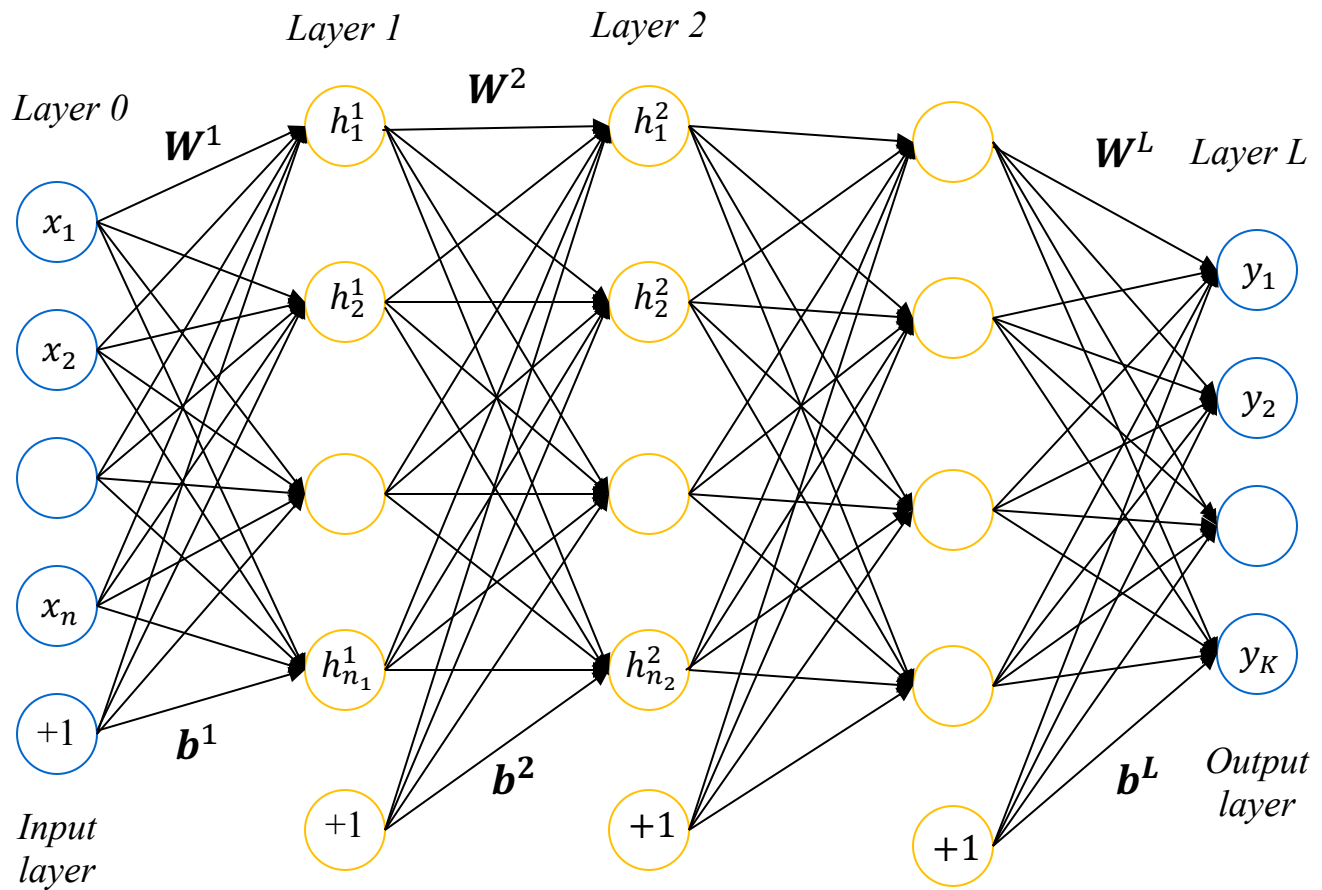 Layer 0
W^1
x_1
x_2
x_n
+1
b^1
Input
layer
Layer 1
h_1^1
h_2^1
h_{n_1}^1
+1
W^2
b^2
Layer 2
h_1^2
h_2^2
h_{n_2}^2
+1
+1
W^L
b^L
Layer L
y_1
y_2
y_K
Output
layer